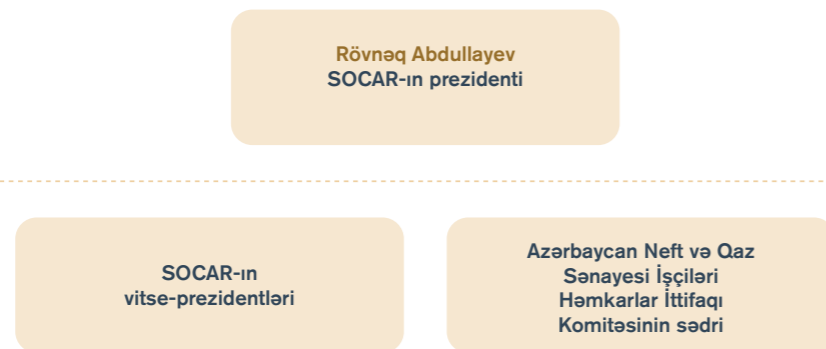 Rövnəq Abdullayev
SOCAR-ın prezidenti
SOCAR-ın
vitse-prezidentləri
Azərbaycan Neft və Qaz
Sənayesi İşçiləri
Həmkarlar İttifaqı
Komitəsinin sədri